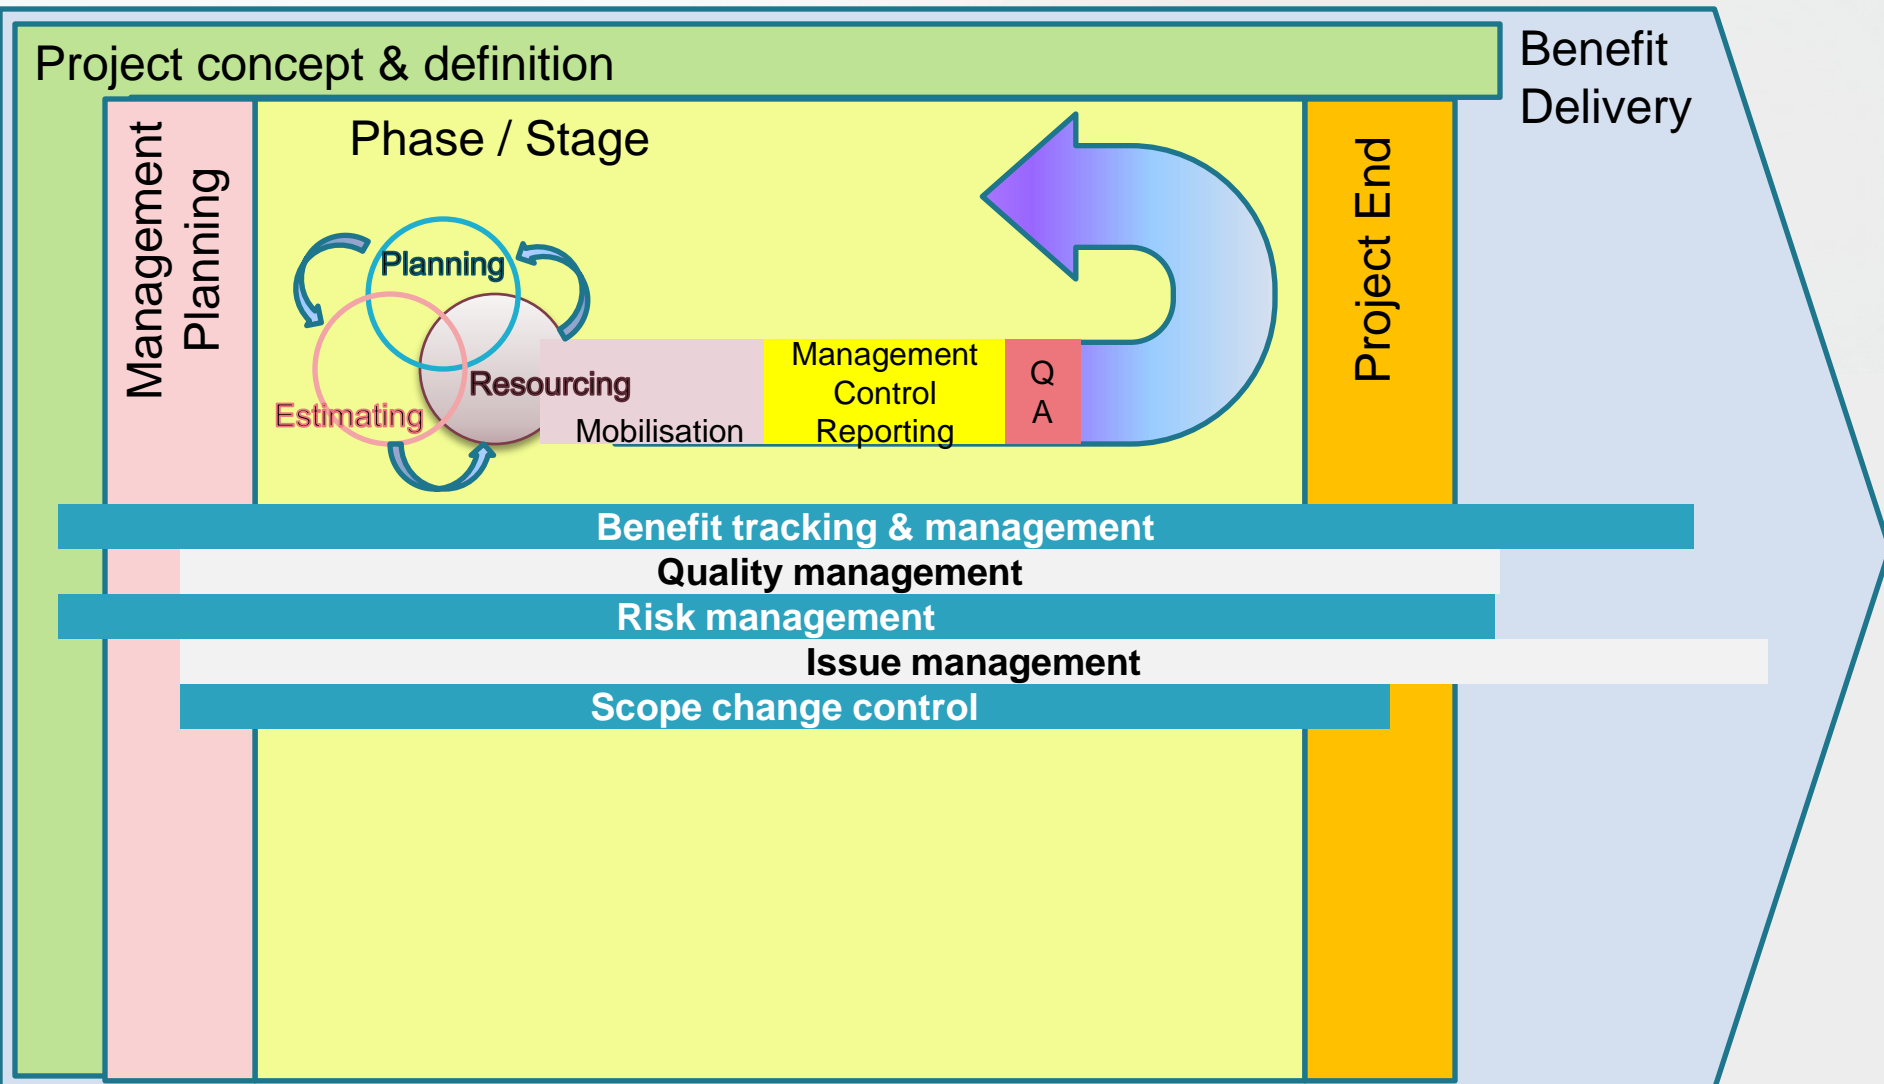 Project concept & definition
Benefit
Delivery
Management
Planning
Phase / Stage
Project End
Planning
Estimating
Resourcing
Mobilisation
Management
Control
Reporting
Q
A
Benefit tracking & management
Quality management
Risk management
Issue management
Scope change control